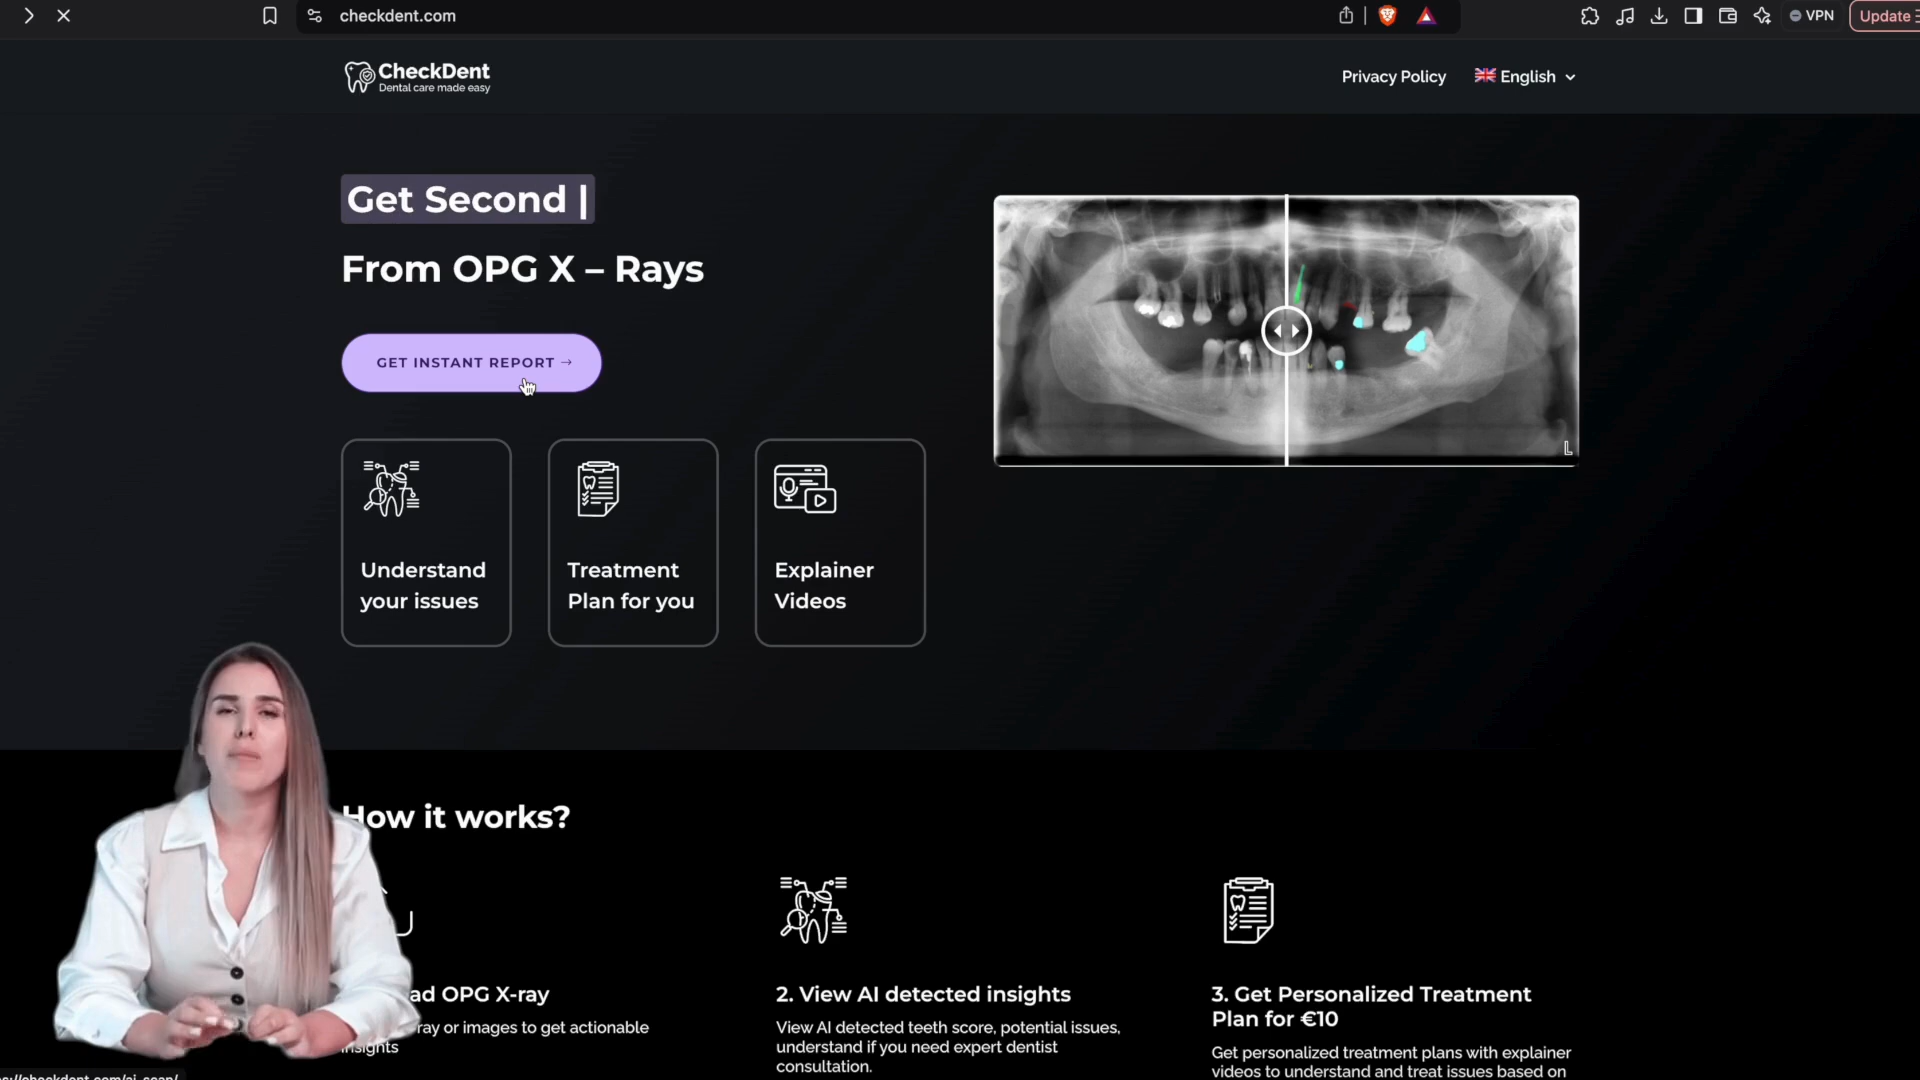 checkdent.com
VPN
Update
CheckDent
Dental care made easy
Privacy Policy
English
Get Second |
From OPG X – Rays
GET INSTANT REPORT →
L
Understand
your issues
Treatment
Plan for you
Explainer
Videos
How it works?
OPG X-ray
2. View AI detected insights
3. Get Personalized Treatment
Plan for €10
or images to get actionable
insights
View AI detected teeth score, potential issues,
understand if you need expert dentist
consultation.
Get personalized treatment plans with explainer
videos to understand and treat issues based on